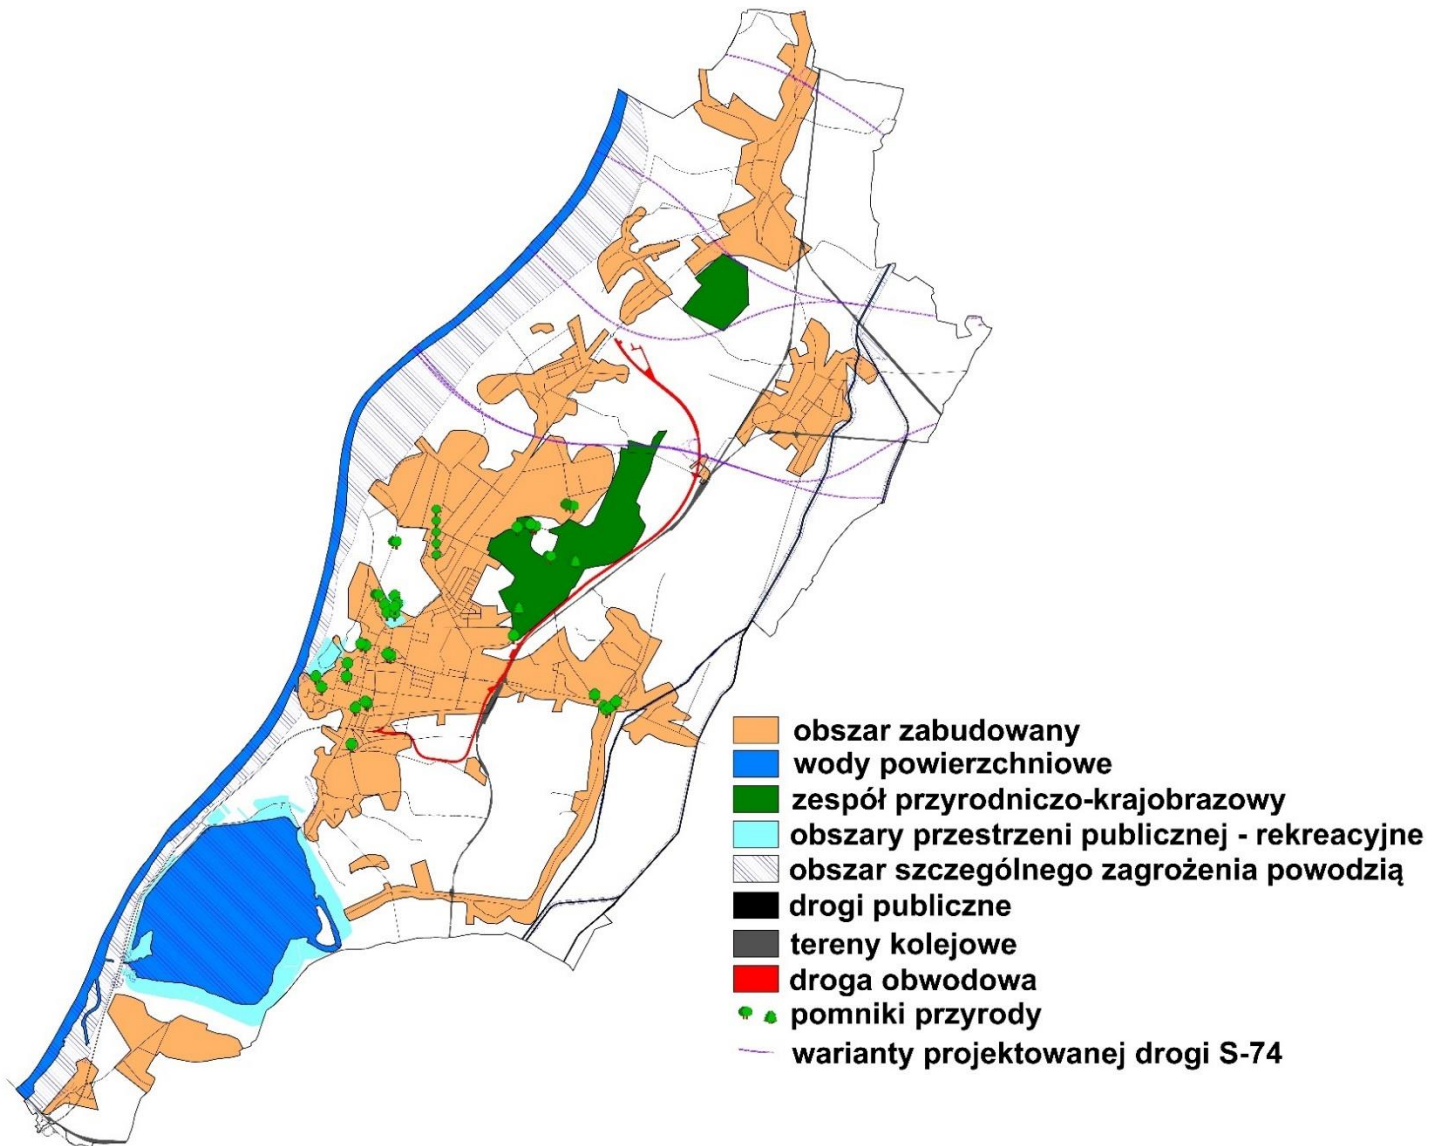 obszar zabudowany
wody powierzchniowe
zespół przyrodniczo-krajobrazowy
obszary przestrzeni publicznej - rekreacyjne
obszar szczególnego zagrożenia powodzią
drogi publiczne
tereny kolejowe
droga obwodowa
pomniki przyrody
warianty projektowanej drogi S-74